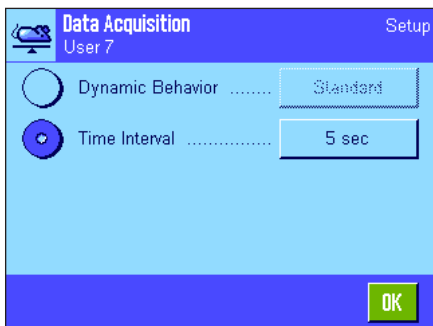 Data Acquisition Setup
User 7
Dynamic Behavior ........ Standard
Time Interval ................ 5 sec
OK